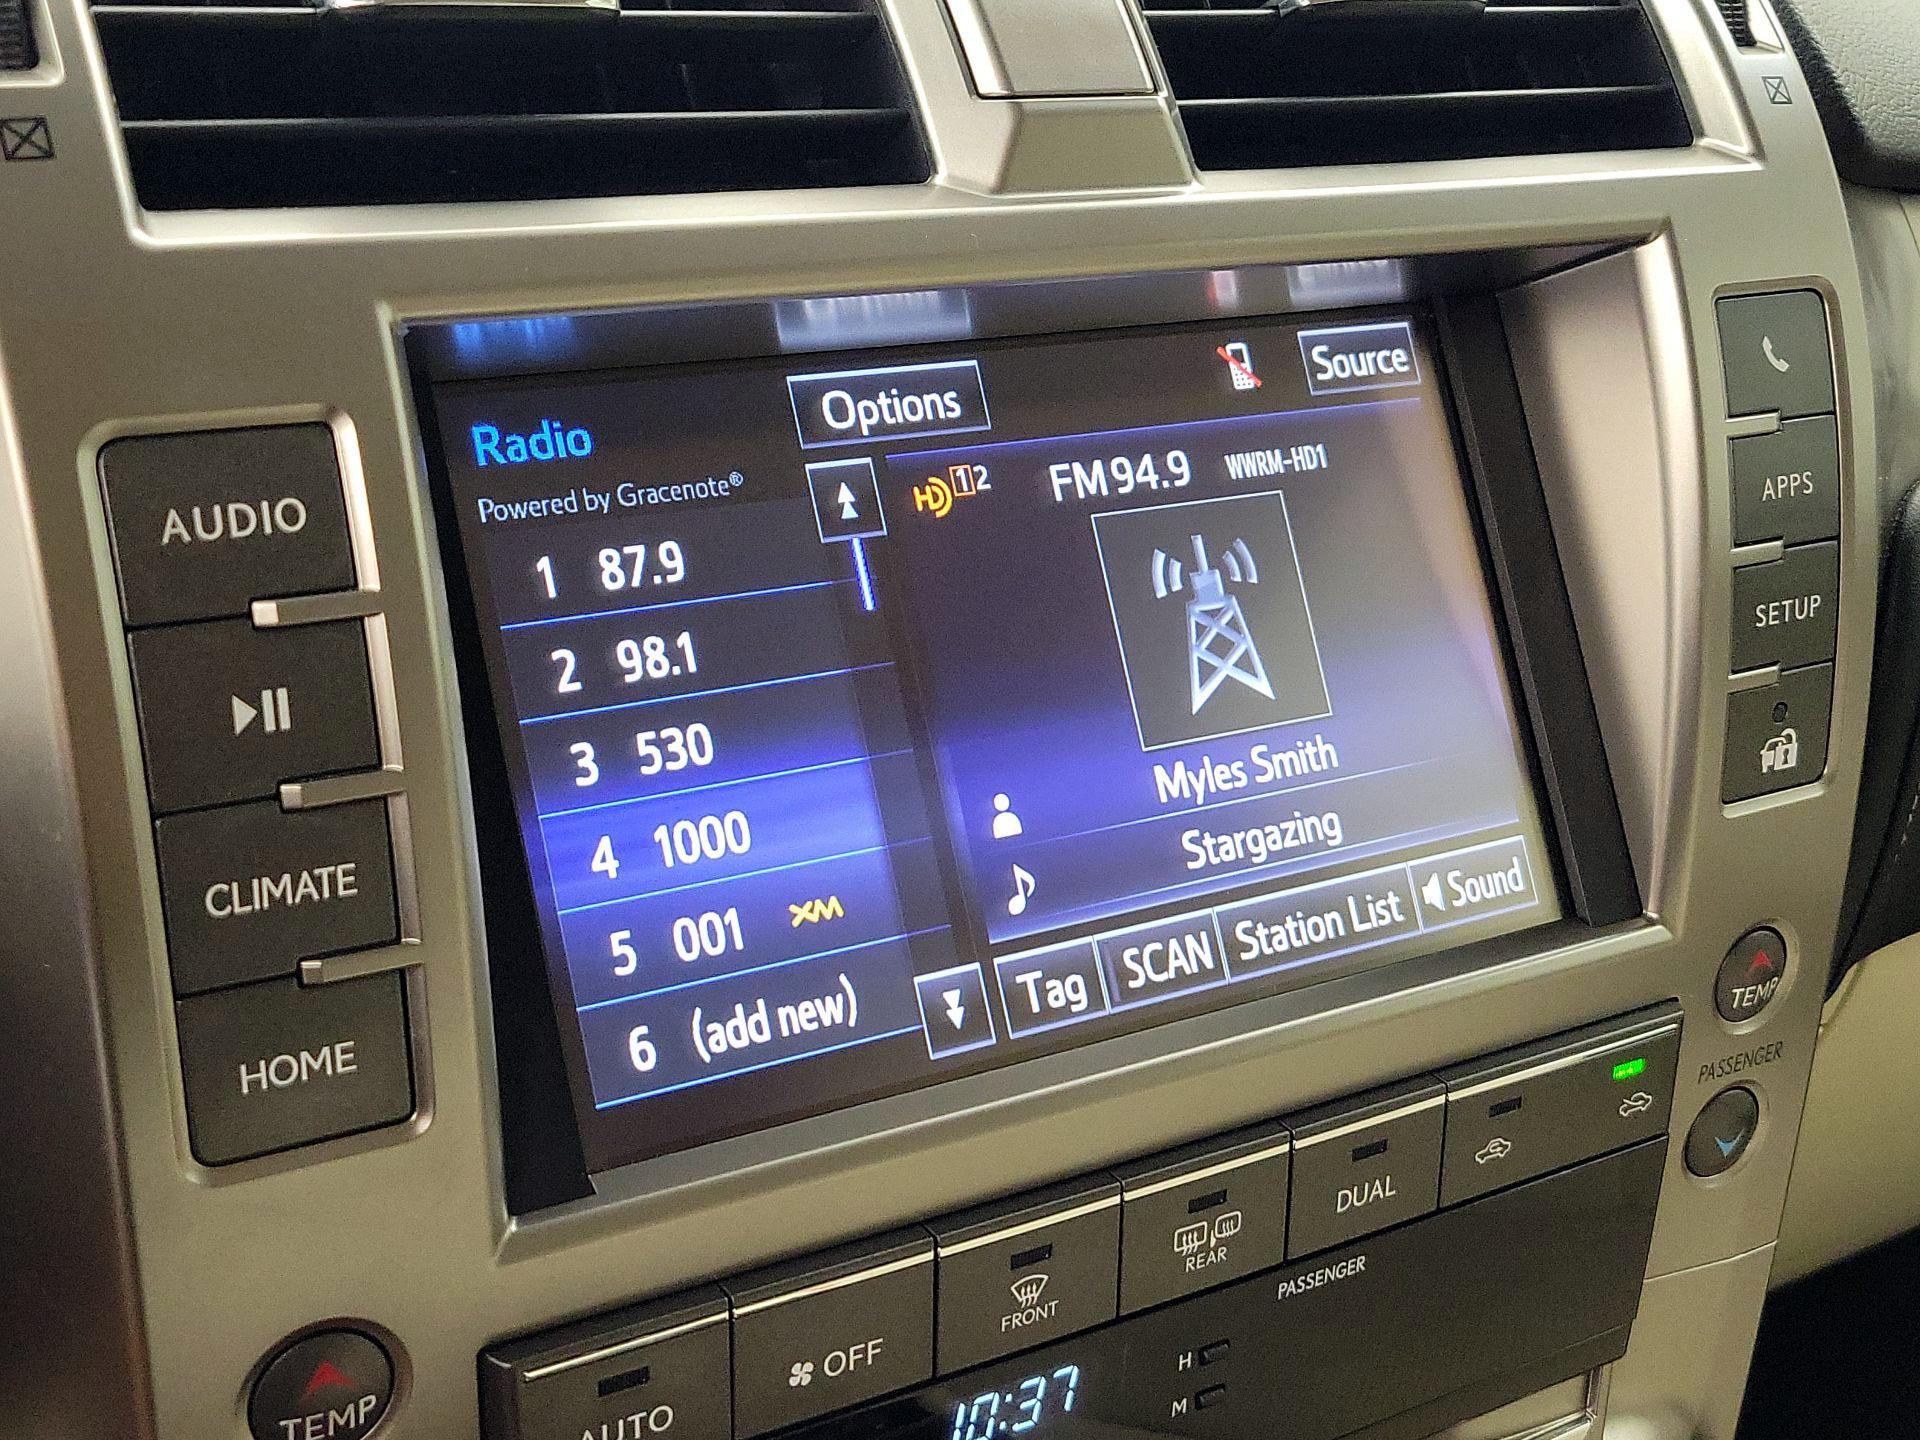 Options
Source
Radio
Powered by Gracenote®
HD 1 2
FM 94.9
WWRM-HD1
1 87.9
2 98.1
3 530
4 1000
5 001 XM
6 (add new)
Myles Smith
Stargazing
Tag
SCAN
Station List
Sound
AUDIO
CLIMATE
HOME
APPS
SETUP
TEMP
PASSENGER
TEMP
AUTO
OFF
FRONT
REAR
DUAL
PASSENGER
10:37
H
M